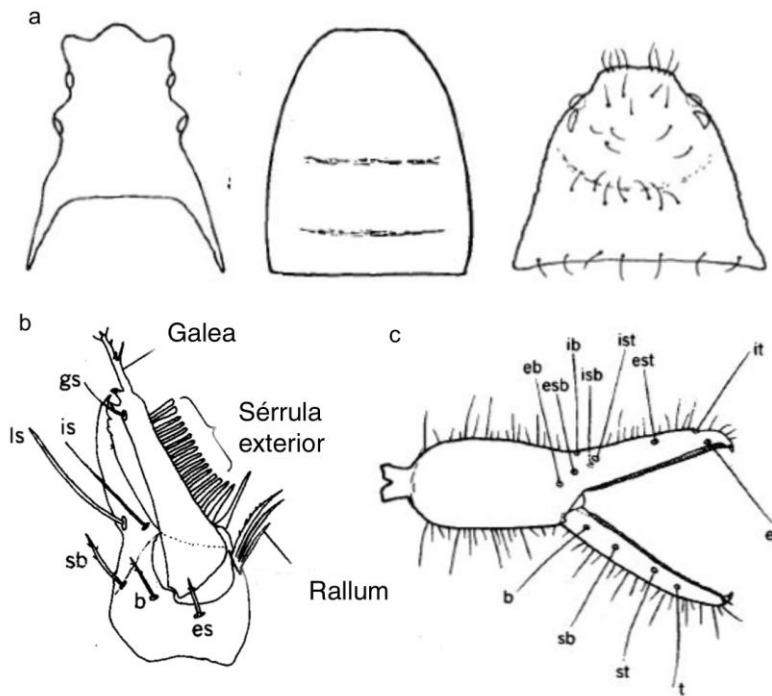 a
b
Galea
gs
ls
is
Sérrula
exterior
sb
b
es
Rallum
c
ib
ist
eb
isb
est
it
esb
e
b
sb
st
t